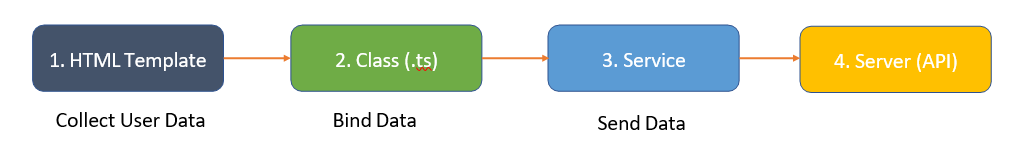 1. HTML Template
2. Class (.ts)
3. Service
4. Server (API)
Collect User Data
Bind Data
Send Data